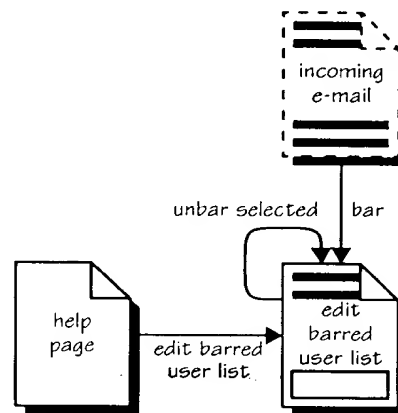 incoming
e-mail
unbar selected
bar
help
page
edit barred
user list
edit
barred
user list